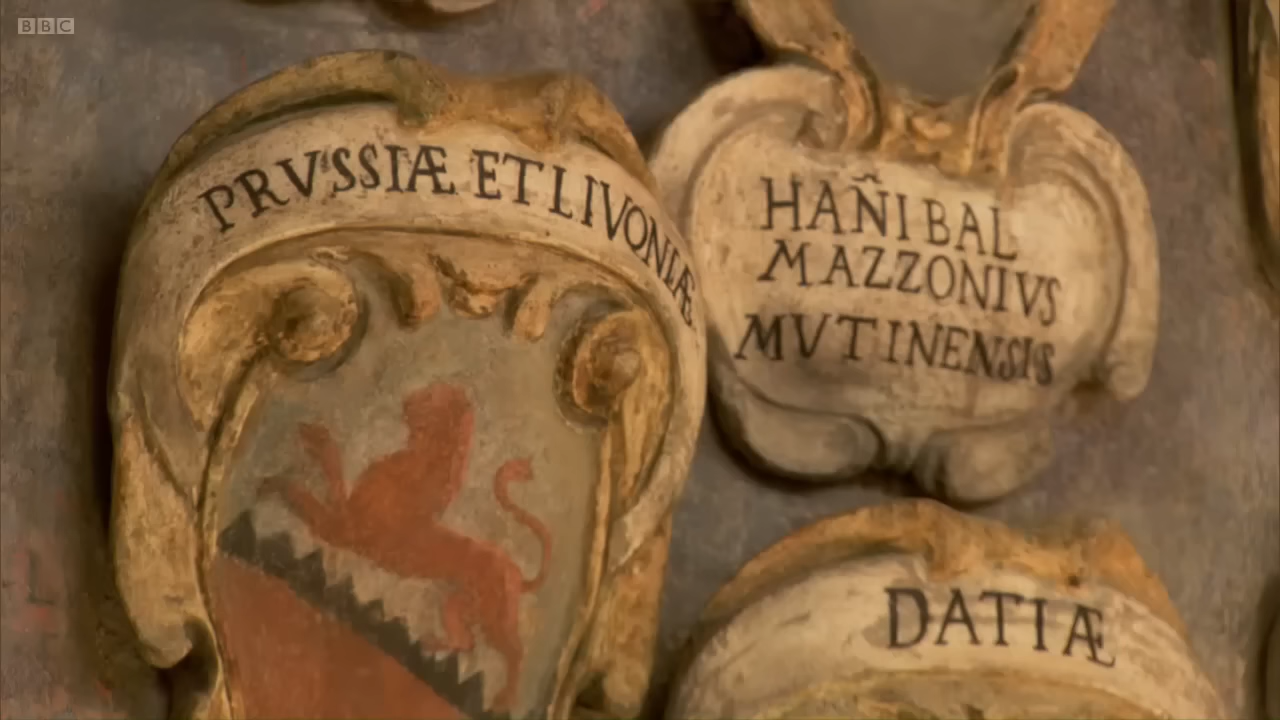 BBC
PRVSSIÆ ET LIVONIÆ
HAÑIBAL
MAZZONIVS
MVTINENSIS
DATIÆ